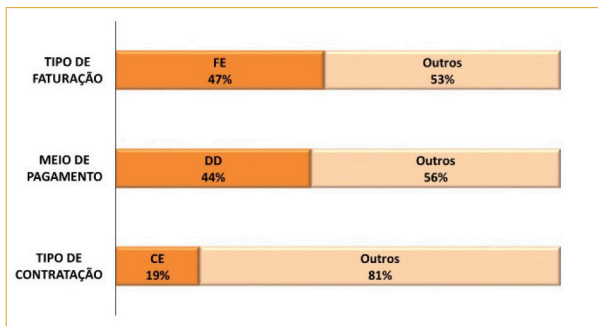 TIPO DE
FATURAÇÃO
FE
47%
Outros
53%
MEIO DE
PAGAMENTO
DD
44%
Outros
56%
TIPO DE
CONTRATAÇÃO
CE
19%
Outros
81%